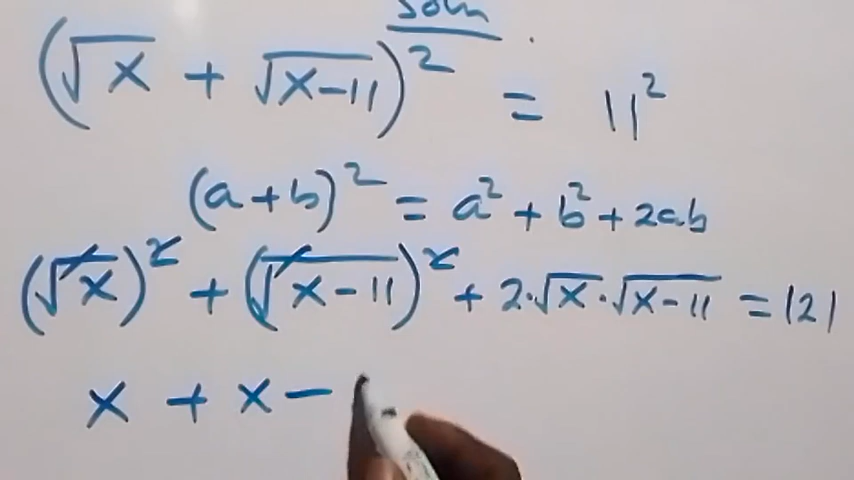 soln
(√x + √x-11)² = 11²
(a+b)² = a² + b² + 2ab
(√x)² + (√x-11)² + 2·√x·√x-11 = 121
x + x -